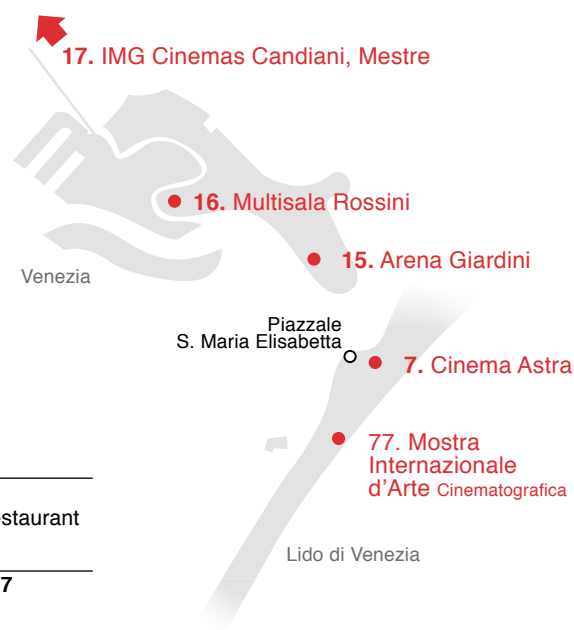 17. IMG Cinemas Candiani, Mestre
16. Multisala Rossini
15. Arena Giardini
Venezia
Piazzale
S. Maria Elisabetta
7. Cinema Astra
77. Mostra
Internazionale
d'Arte Cinematografica
estaurant
Lido di Venezia
7